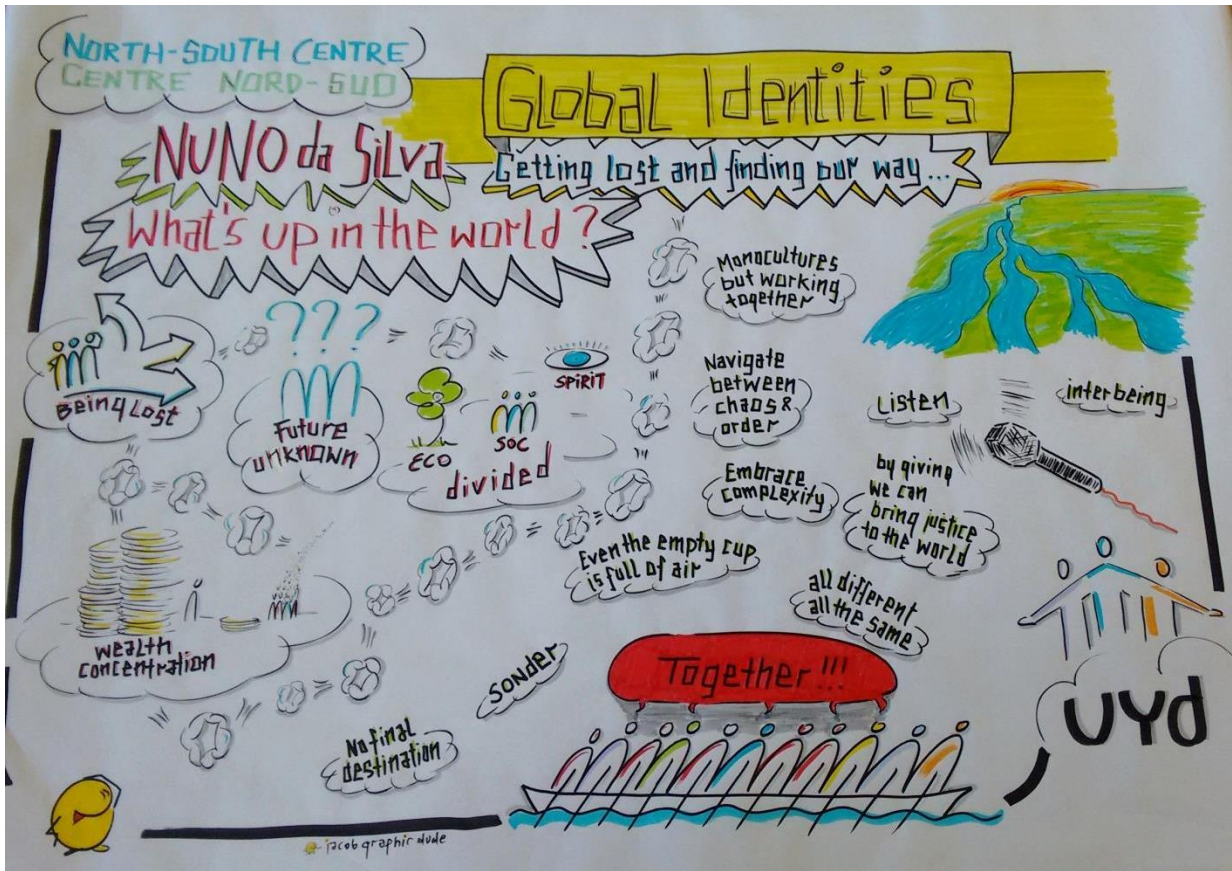 NORTH-SOUTH CENTRE
CENTRE NORD-SUD
Global Identities
NUNO da Silva
Getting lost and finding our way...
What's up in the world?
Monocultures
but working
together
Being Lost
???
Future
unknown
ECO
SOC
SPiRiT
divided
Navigate
between
chaos &
order
Listen
interbeing
Embrace
complexity
by giving
we can
bring justice
to the world
Even the empty cup
is full of air
all different
all the same
wealth
concentration
Together!!!
SONDER
No final
destination
UYd
jacob graphic dude